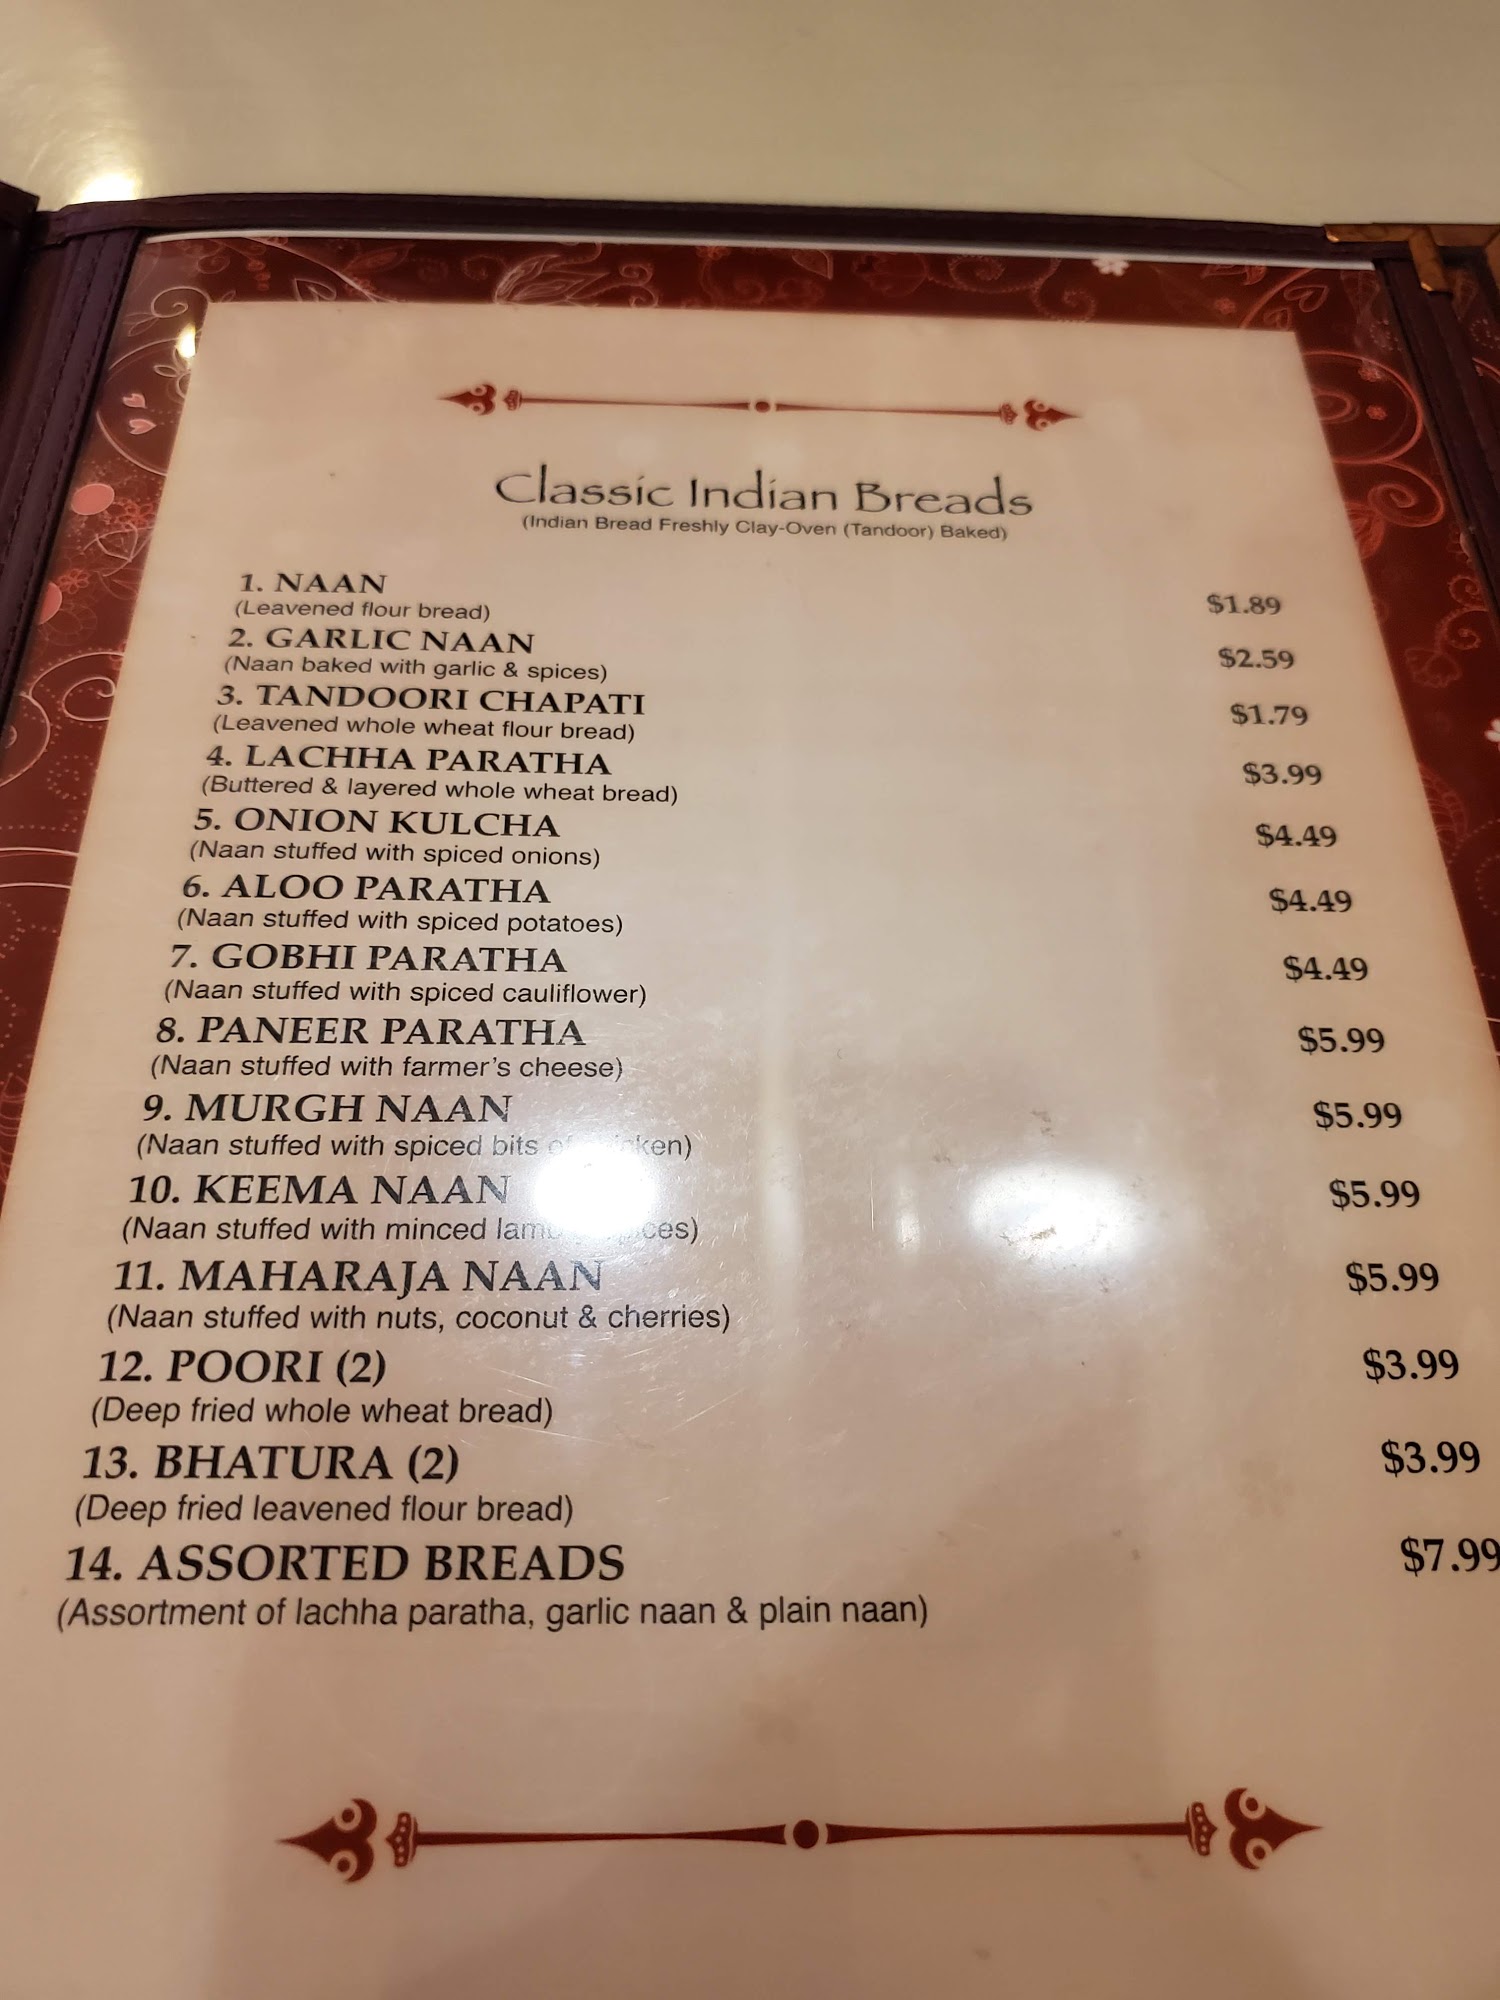 Classic Indian Breads
(Indian Bread Freshly Clay-Oven (Tandoor) Baked)
1. NAAN $1.89
(Leavened flour bread)
2. GARLIC NAAN $2.59
(Naan baked with garlic & spices)
3. TANDOORI CHAPATI $1.79
(Leavened whole wheat flour bread)
4. LACHHA PARATHA $3.99
(Buttered & layered whole wheat bread)
5. ONION KULCHA $4.49
(Naan stuffed with spiced onions)
6. ALOO PARATHA $4.49
(Naan stuffed with spiced potatoes)
7. GOBHI PARATHA $4.49
(Naan stuffed with spiced cauliflower)
8. PANEER PARATHA $5.99
(Naan stuffed with farmer's cheese)
9. MURGH NAAN $5.99
(Naan stuffed with spiced bits
10. KEEMA NAAN $5.99
(Naan stuffed with minced
11. MAHARAJA NAAN $5.99
(Naan stuffed with nuts, coconut & cherries)
12. POORI (2) $3.99
(Deep fried whole wheat bread)
13. BHATURA (2) $3.99
(Deep fried leavened flour bread)
14. ASSORTED BREADS $7.99
(Assortment of lachha paratha, garlic naan & plain naan)